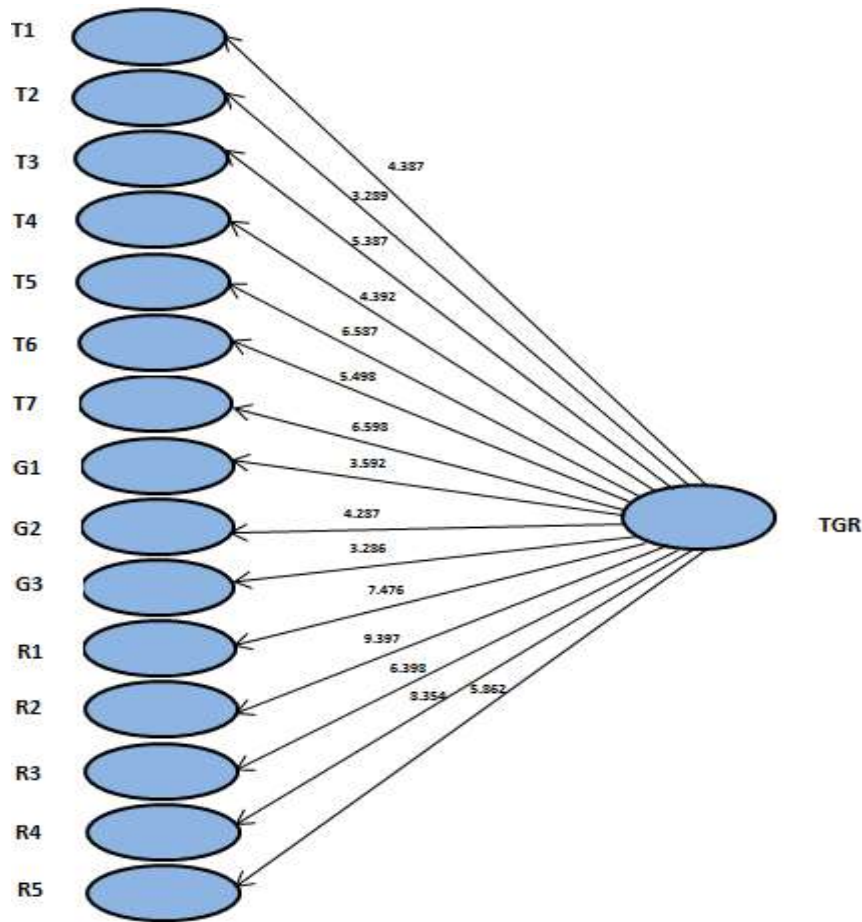 T1
T2
T3
T4
T5
T6
T7
G1
G2
G3
R1
R2
R3
R4
R5
4.387
3.289
5.387
4.392
6.587
5.498
6.598
3.592
4.287
3.286
7.476
9.397
6.398
8.354
5.862
TGR